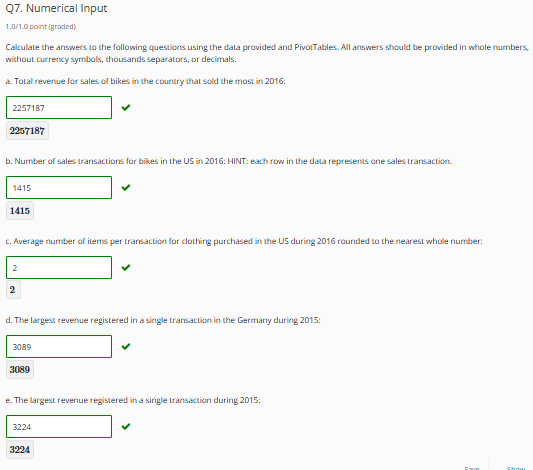 Q7. Numerical Input
1.0/1.0 point (graded)
Calculate the answers to the following questions using the data provided and PivotTables. All answers should be provided in whole numbers,
without currency symbols, thousands separators, or decimals.
a. Total revenue for sales of bikes in the country that sold the most in 2016:
2257187
2257187
b. Number of sales transactions for bikes in the US in 2016: HINT: each row in the data represents one sales transaction.
1415
1415
c. Average number of items per transaction for clothing purchased in the US during 2016 rounded to the nearest whole number:
2
2
d. The largest revenue registered in a single transaction in the Germany during 2015:
3089
3089
e. The largest revenue registered in a single transaction during 2015:
3224
3224
Save Show